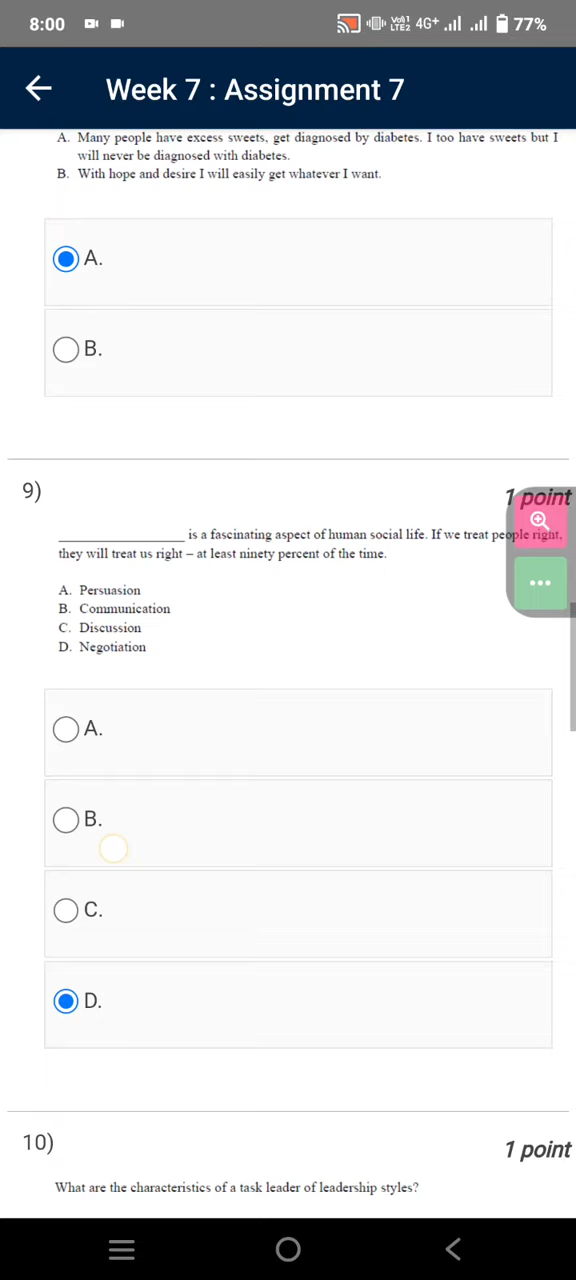 8:00 Vo)) 1 LTE2 4G+ 77%
Week 7 : Assignment 7
A. Many people have excess sweets, get diagnosed by diabetes. I too have sweets but I
will never be diagnosed with diabetes.
B. With hope and desire I will easily get whatever I want.
A.
B.
9)
1 point
_________________ is a fascinating aspect of human social life. If we treat people right,
they will treat us right – at least ninety percent of the time.
A. Persuasion
B. Communication
C. Discussion
D. Negotiation
A.
B.
C.
D.
10)
1 point
What are the characteristics of a task leader of leadership styles?